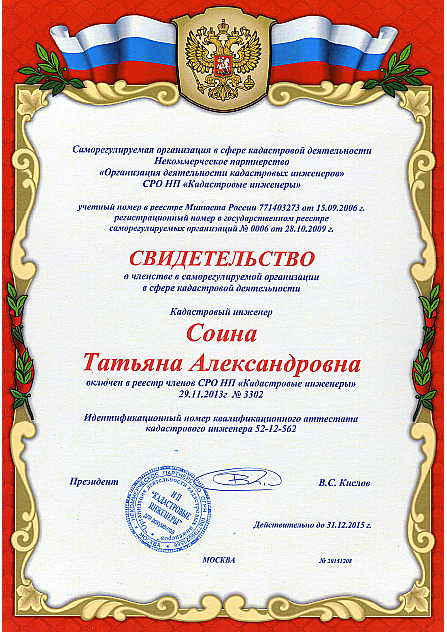 Саморегулируемая организация в сфере кадастровой деятельности
Некоммерческое партнерство
«Организация деятельности кадастровых инженеров»
СРО НП «Кадастровые инженеры»
учетный номер в реестре Минюста России 771403273 от 15.09.2006 г.
регистрационный номер в государственном реестре
саморегулируемых организаций № 0006 от 28.10.2009 г.
СВИДЕТЕЛЬСТВО
о членстве в саморегулируемой организации
в сфере кадастровой деятельности
Кадастровый инженер
Соина
Татьяна Александровна
включен в реестр членов СРО НП «Кадастровые инженеры»
29.11.2013г № 3302
Идентификационный номер квалификационного аттестата
кадастрового инженера 52-12-562
Президент
В.С. Кислов
НП
"КАДАСТРОВЫЕ
ИНЖЕНЕРЫ"
для документов
Действительно до 31.12.2015 г.
МОСКВА
№ 20151208